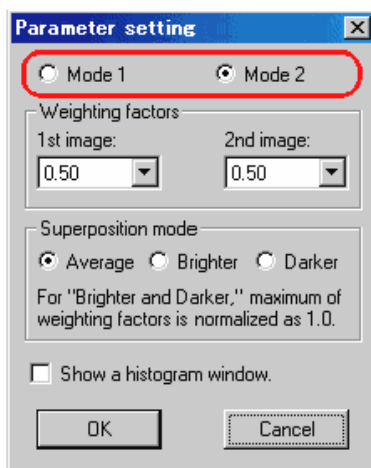 Parameter setting
Mode 1 Mode 2
Weighting factors
1st image: 2nd image:
0.50 0.50
Superposition mode
Average Brighter Darker
For "Brighter and Darker," maximum of
weighting factors is normalized as 1.0.
Show a histogram window.
OK Cancel